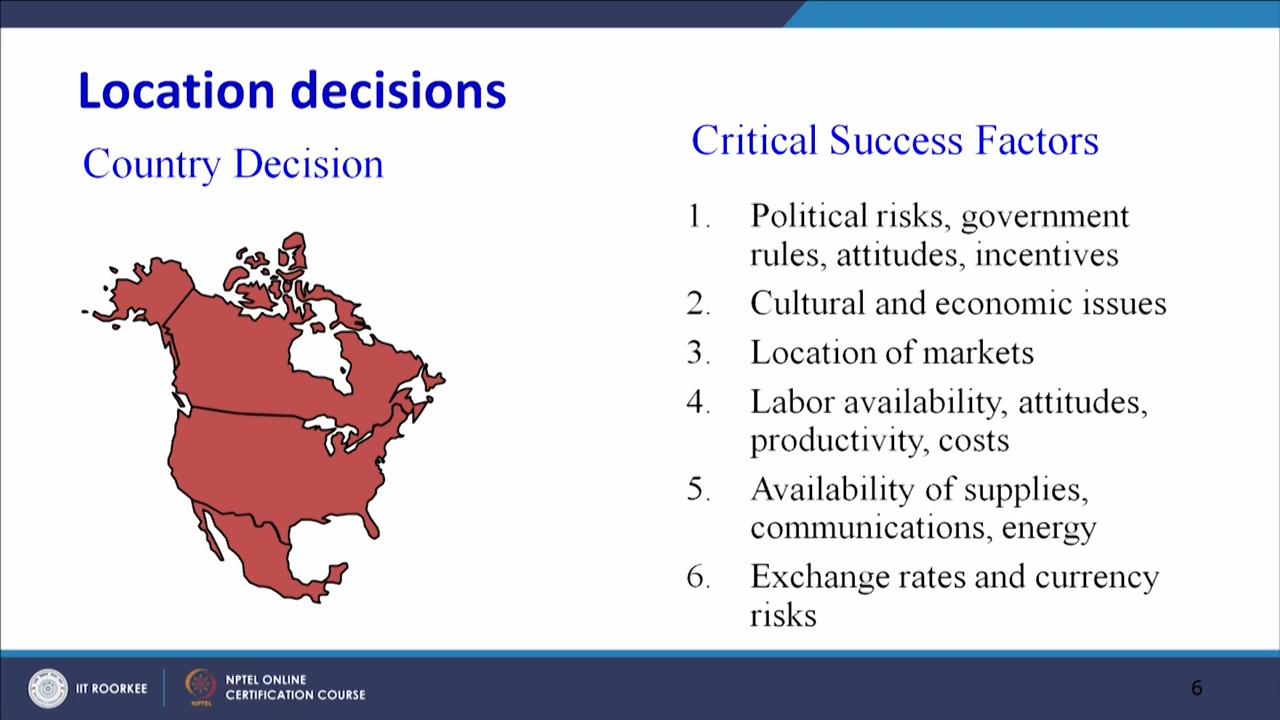 Location decisions
Country Decision
Critical Success Factors
1. Political risks, government
rules, attitudes, incentives
2. Cultural and economic issues
3. Location of markets
4. Labor availability, attitudes,
productivity, costs
5. Availability of supplies,
communications, energy
6. Exchange rates and currency
risks
IIT ROORKEE
NPTEL
NPTEL ONLINE
CERTIFICATION COURSE
6